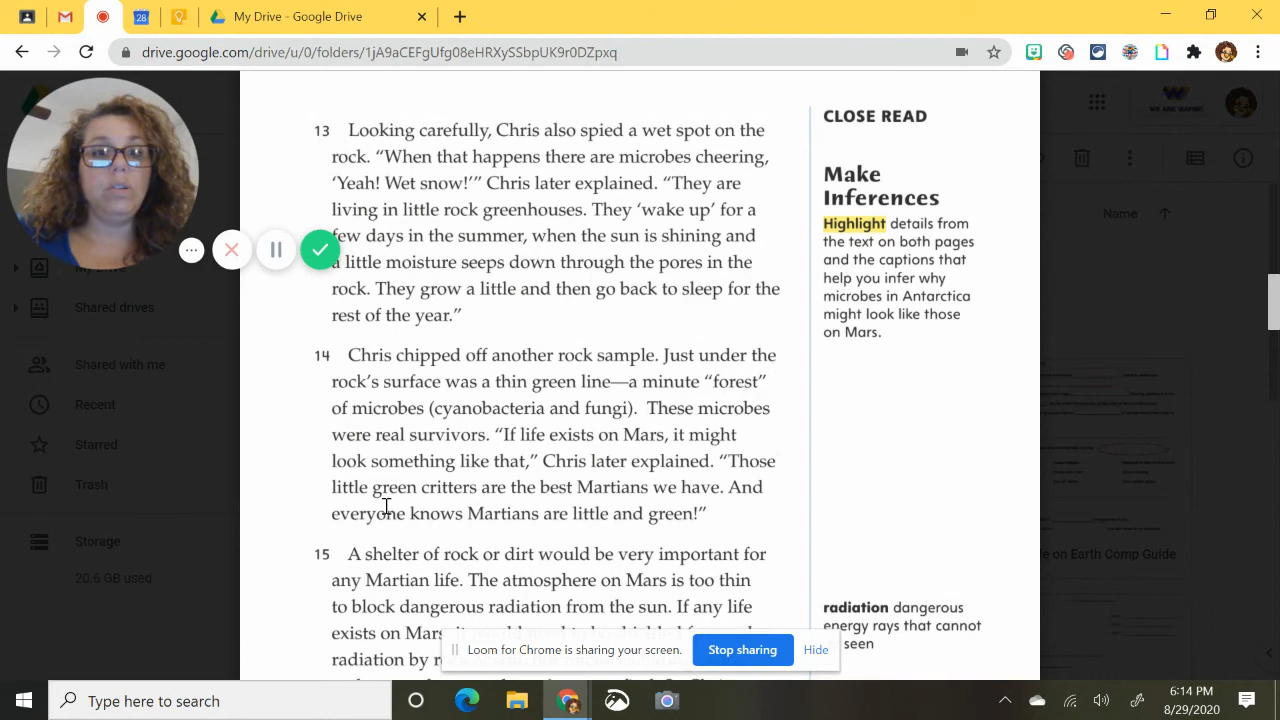 My Drive - Google Drive
28
drive.google.com/drive/u/0/folders/1jA9aCEFgUfg08eHRXySSbpUK9r0DZpxq
13 Looking carefully, Chris also spied a wet spot on the
rock. “When that happens there are microbes cheering,
‘Yeah! Wet snow!’” Chris later explained. “They are
living in little rock greenhouses. They ‘wake up’ for a
few days in the summer, when the sun is shining and
a little moisture seeps down through the pores in the
rock. They grow a little and then go back to sleep for the
rest of the year.”
14 Chris chipped off another rock sample. Just under the
rock’s surface was a thin green line—a minute “forest”
of microbes (cyanobacteria and fungi). These microbes
were real survivors. “If life exists on Mars, it might
look something like that,” Chris later explained. “Those
little green critters are the best Martians we have. And
everyone knows Martians are little and green!”
15 A shelter of rock or dirt would be very important for
any Martian life. The atmosphere on Mars is too thin
to block dangerous radiation from the sun. If any life
exists on Mars
radiation by
CLOSE READ
Make
Inferences
Highlight details from
the text on both pages
and the captions that
help you infer why
microbes in Antarctica
might look like those
on Mars.
radiation dangerous
energy rays that cannot
seen
Shared drives
Shared with me
Recent
Starred
Trash
Storage
20.6 GB used
WE ARE WAYNE
Name
fe on Earth Comp Guide
Loom for Chrome is sharing your screen.
Stop sharing
Hide
Type here to search
6:14 PM
8/29/2020